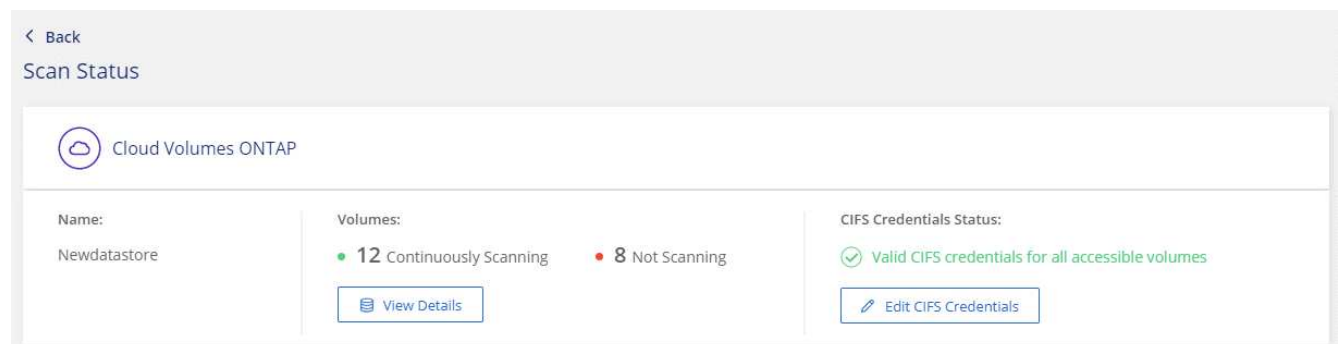 Back
Scan Status
Cloud Volumes ONTAP
Name:
Newdatastore
Volumes:
12 Continuously Scanning
8 Not Scanning
View Details
CIFS Credentials Status:
Valid CIFS credentials for all accessible volumes
Edit CIFS Credentials